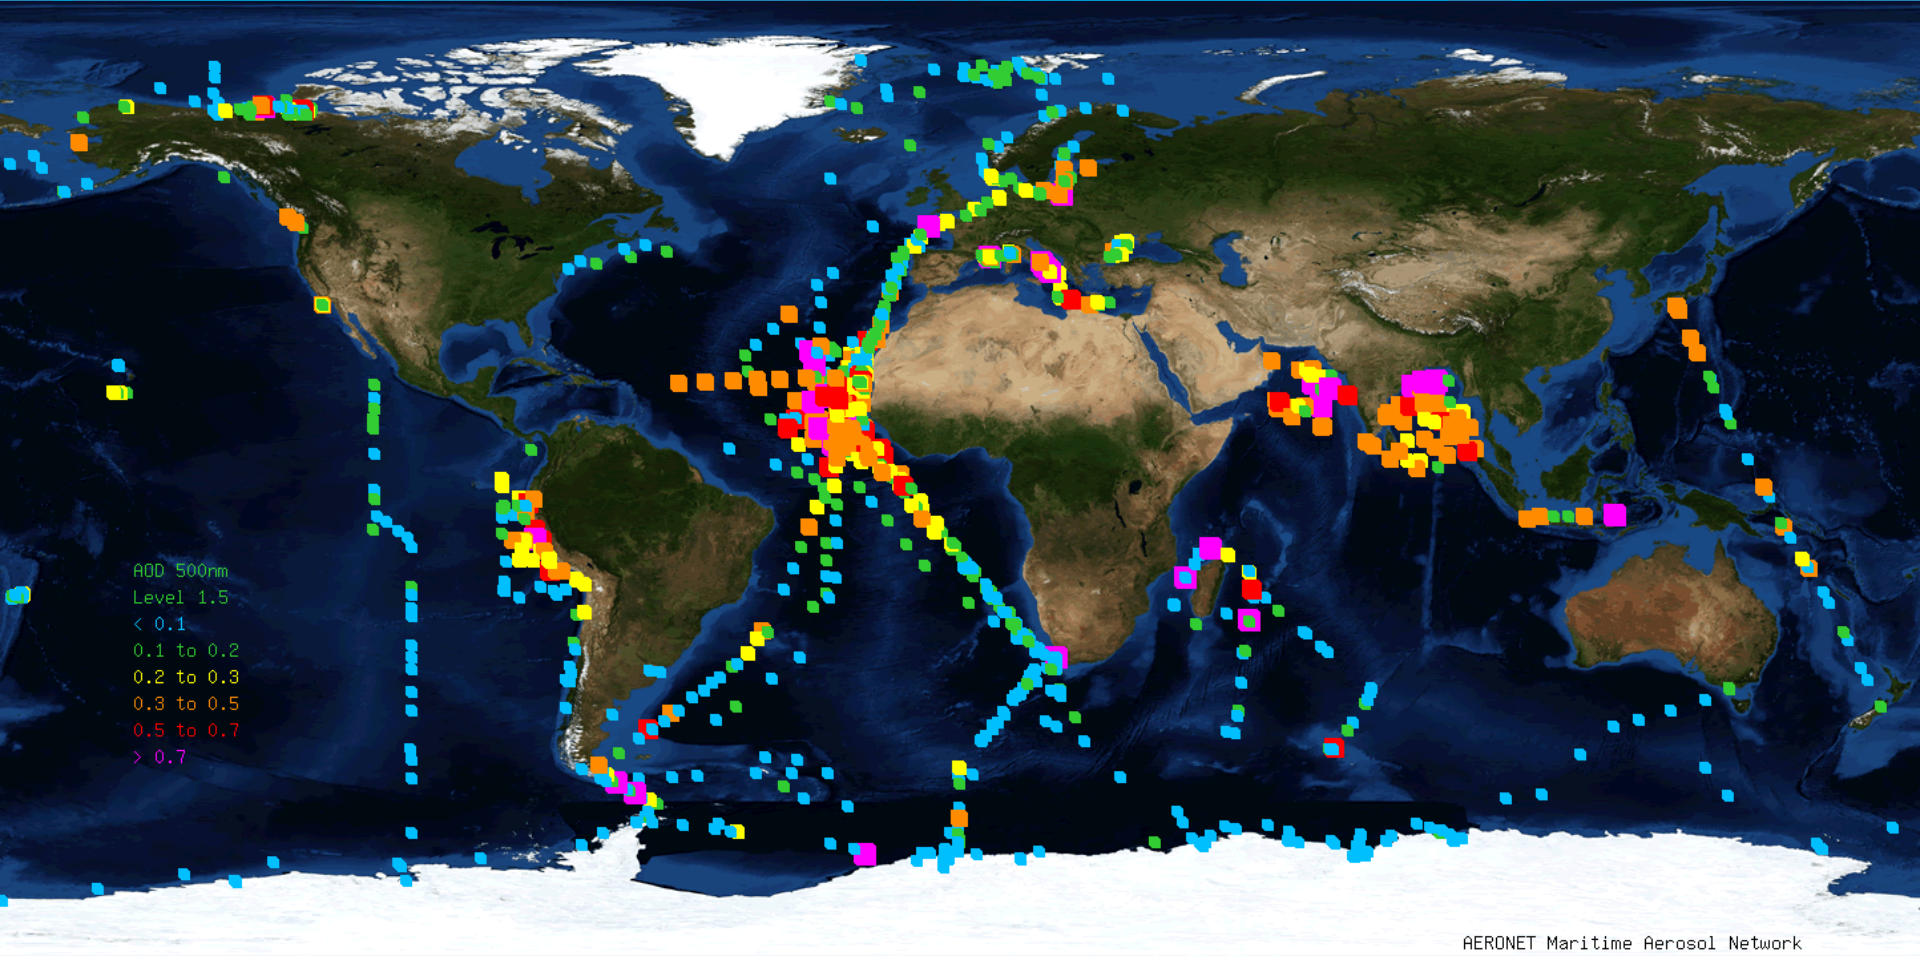 AOD 500nm
Level 1.5
< 0.1
0.1 to 0.2
0.2 to 0.3
0.3 to 0.5
0.5 to 0.7
> 0.7
AERONET Maritime Aerosol Network